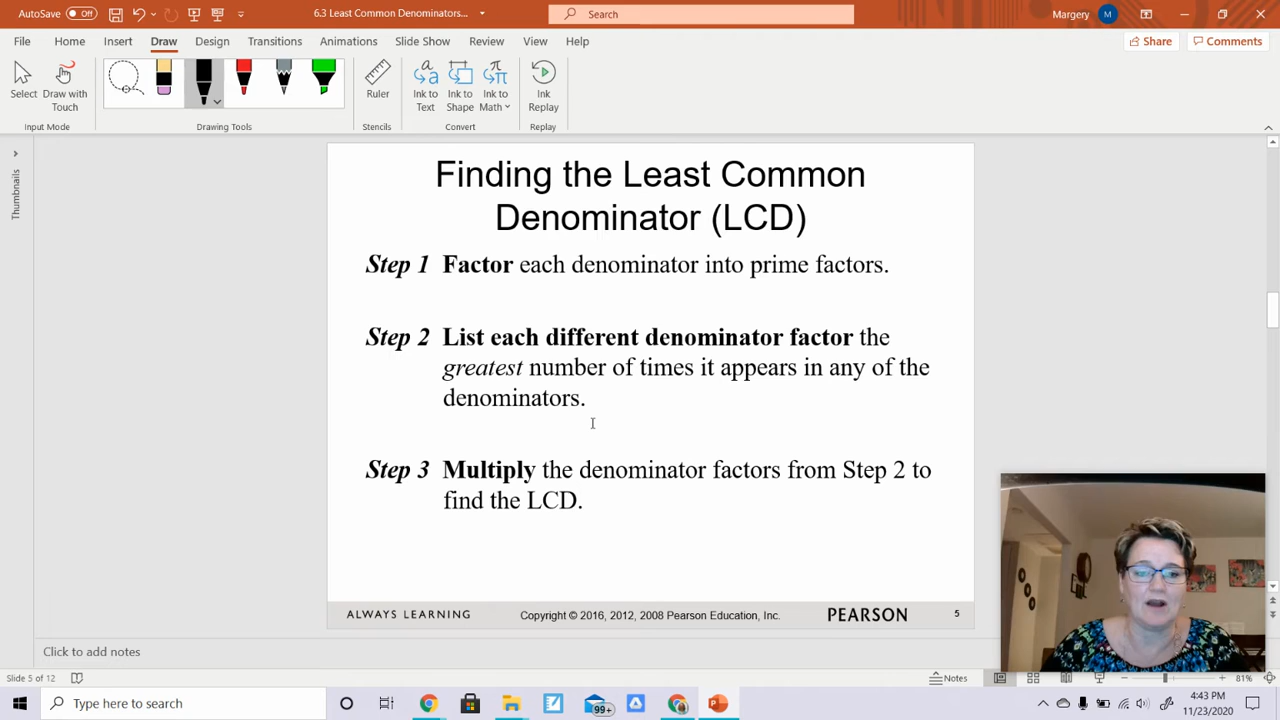 AutoSave Off 6.3 Least Common Denominators... Search Margery M
File Home Insert Draw Design Transitions Animations Slide Show Review View Help Share Comments
Select Draw with Touch Ruler Ink to Text Ink to Shape Ink to Math Ink Replay
Input Mode Drawing Tools Stencils Convert Replay
Thumbnails
Finding the Least Common
Denominator (LCD)
Step 1 Factor each denominator into prime factors.
Step 2 List each different denominator factor the
greatest number of times it appears in any of the
denominators.
Step 3 Multiply the denominator factors from Step 2 to
find the LCD.
ALWAYS LEARNING Copyright © 2016, 2012, 2008 Pearson Education, Inc. PEARSON 5
Click to add notes
Slide 5 of 12 Notes 81%
Type here to search 99+ 4:43 PM
11/23/2020